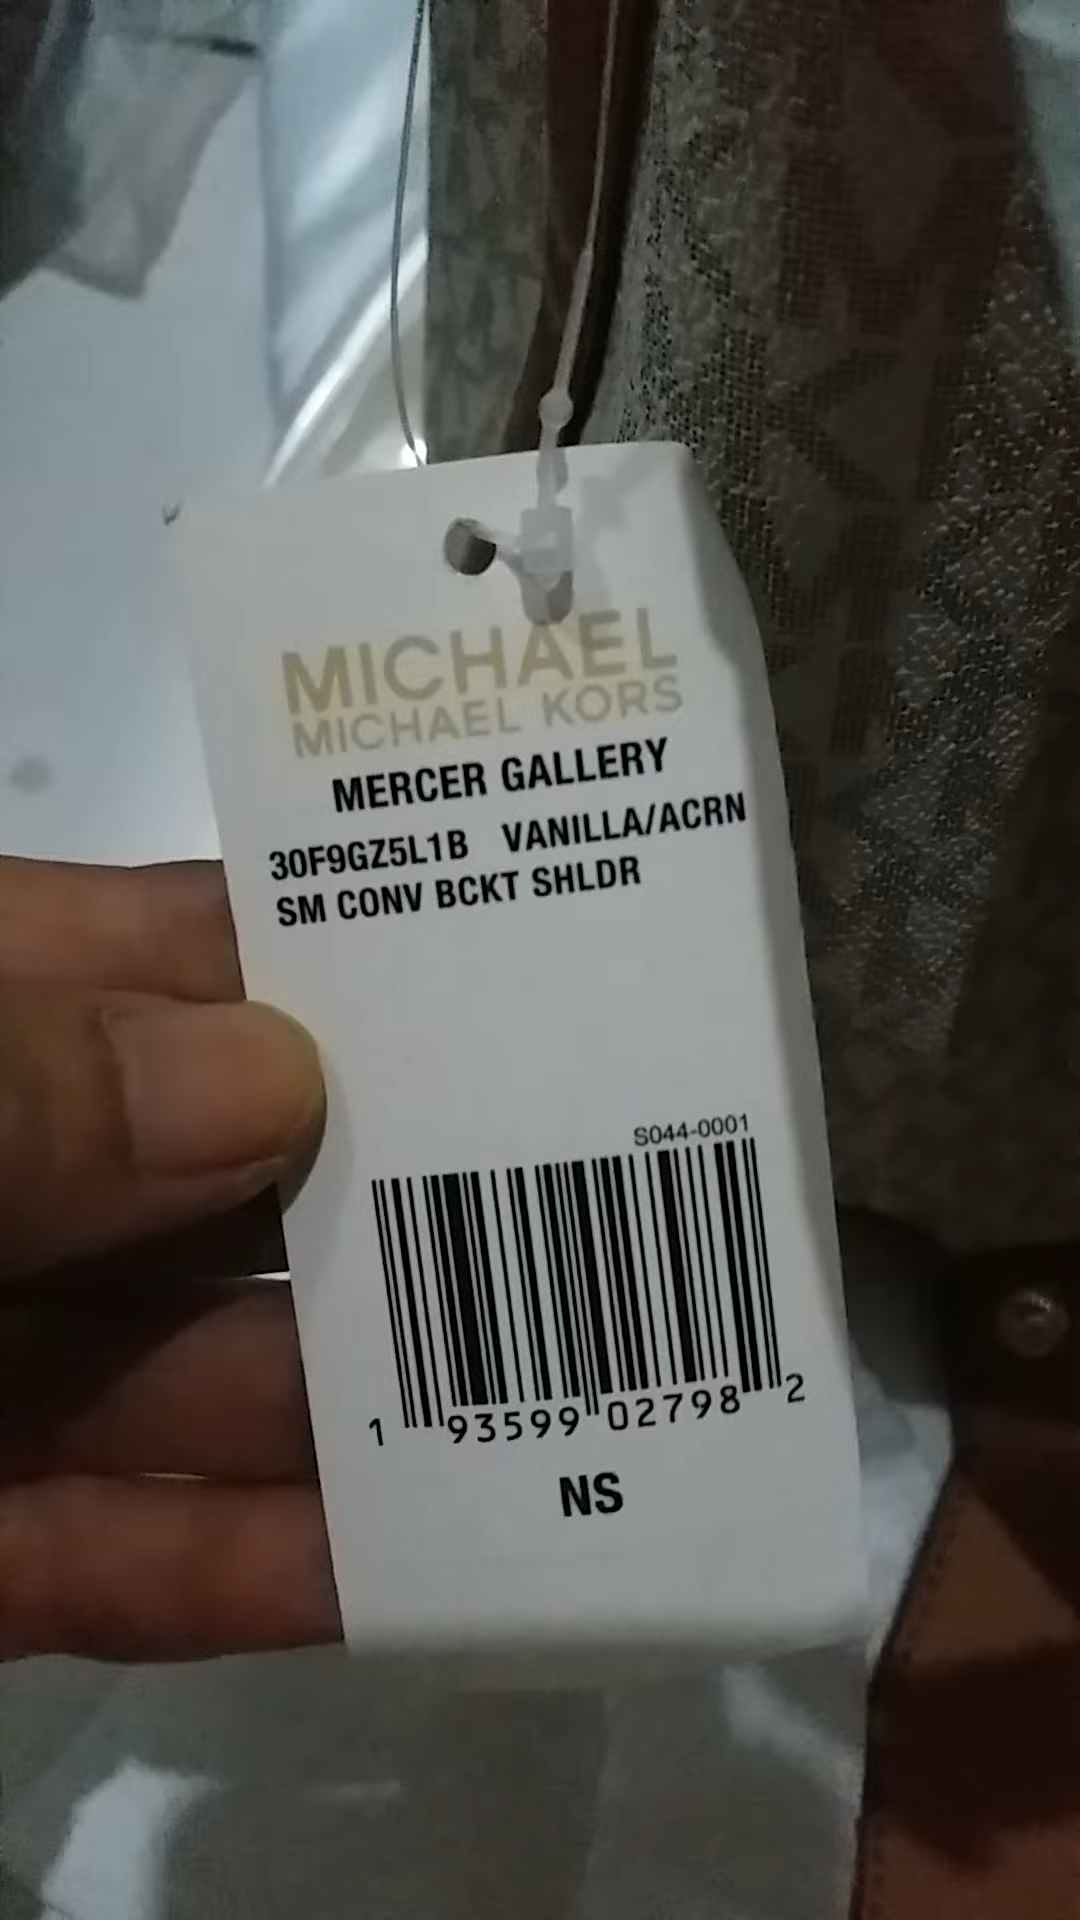 MICHAEL
MICHAEL KORS
MERCER GALLERY
30F9GZ5L1B VANILLA/ACRN
SM CONV BCKT SHLDR
S044-0001
1 93599 02798 2
NS